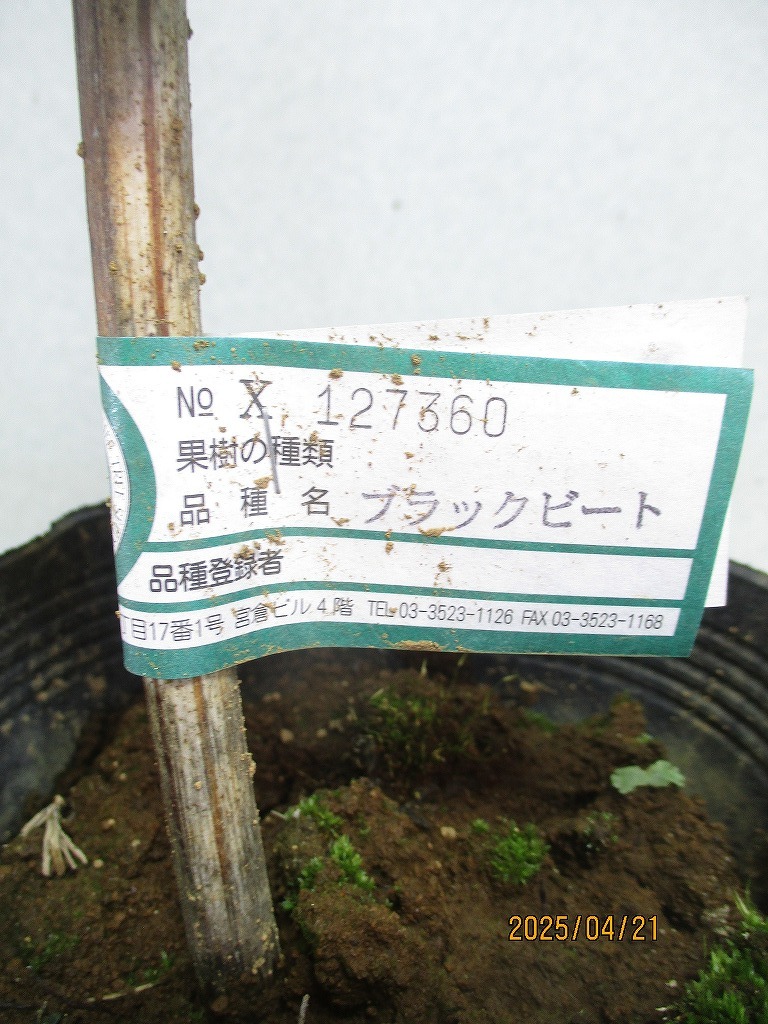 No X 127360
果樹の種類
品種名 ブラックビート
品種登録者
目17番1号 宮倉ビル4階 TEL 03-3523-1126 FAX 03-3523-1168
2025/04/21